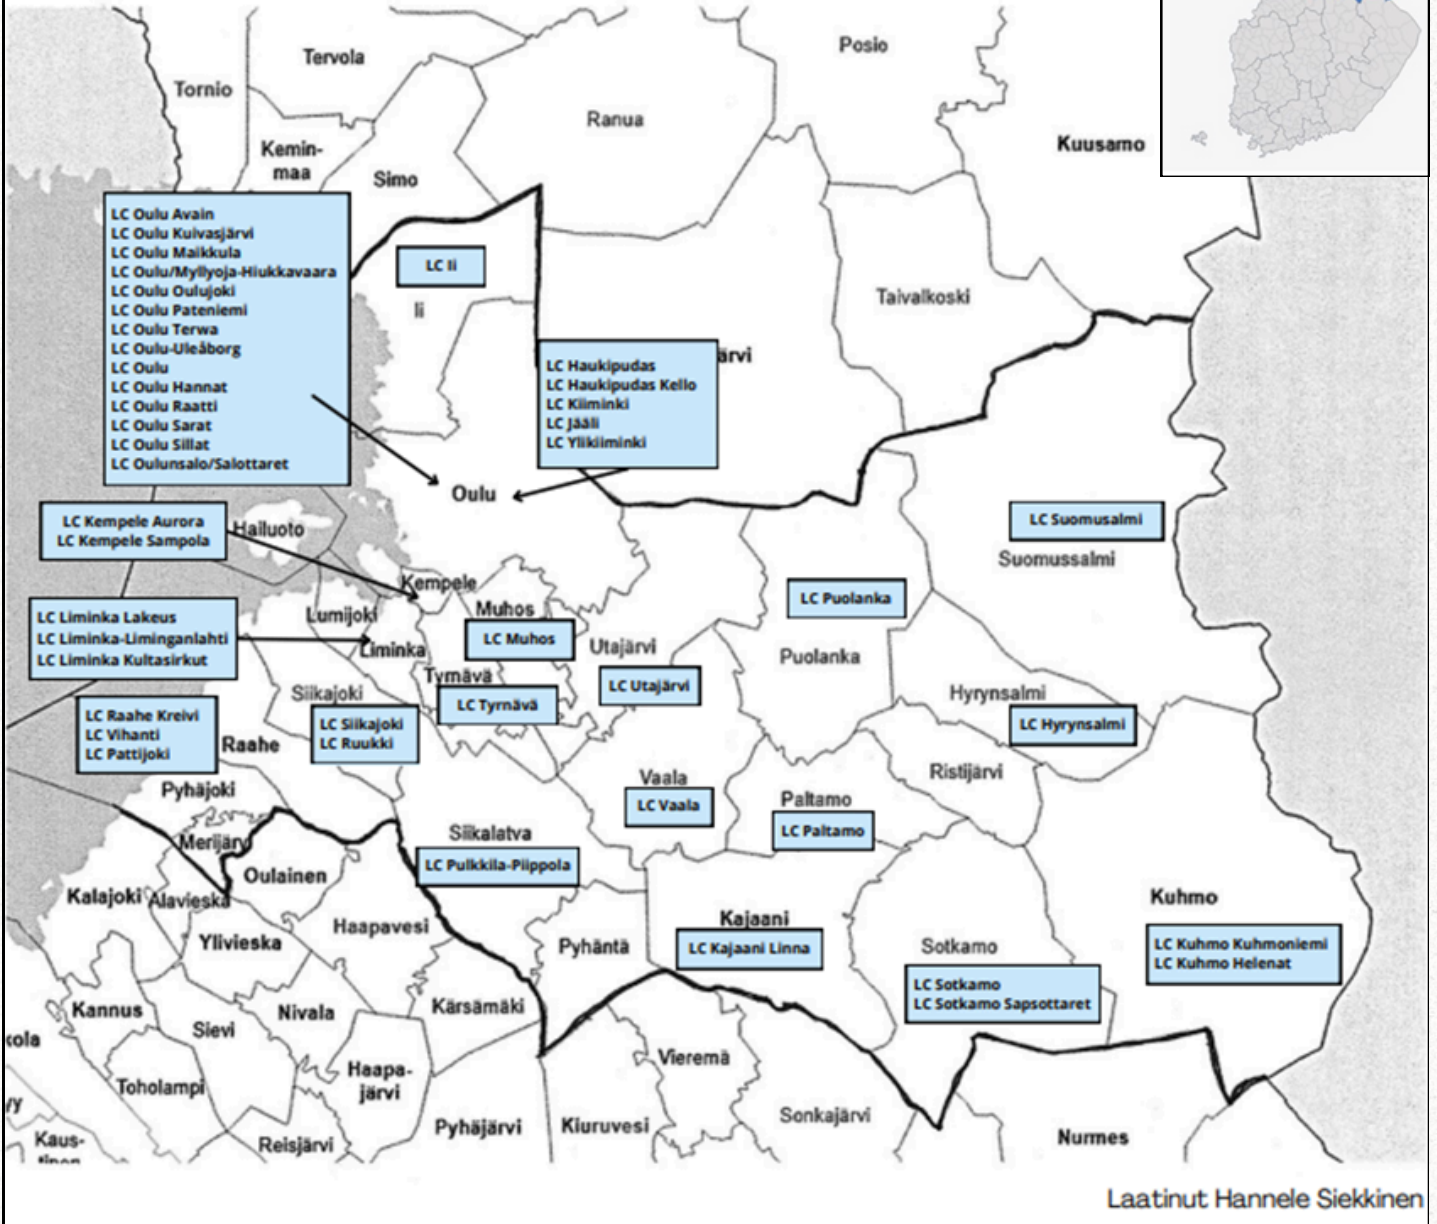 Tornio
Tervola
Posio
Ranua
Kuusamo
Kemin-
maa
Simo
LC Oulu Avain
LC Oulu Kuivasjärvi
LC Oulu Maikkula
LC Oulu/Myllyoja-Hiukkavaara
LC Oulu Oulujoki
LC Oulu Pateniemi
LC Oulu Terwa
LC Oulu-Uleåborg
LC Oulu
LC Oulu Hannat
LC Oulu Raatti
LC Oulu Sarat
LC Oulu Sillat
LC Oulunsalo/Salottaret
LC Ii
Ii
Taivalkoski
ärvi
LC Haukipudas
LC Haukipudas Kello
LC Kiiminki
LC Jääli
LC Ylikiiminki
Oulu
LC Kempele Aurora
LC Kempele Sampola
Hailuoto
LC Suomusalmi
Suomussalmi
Kempele
LC Puolanka
Puolanka
LC Liminka Lakeus
LC Liminka-Liminganlahti
LC Liminka Kultasirkut
Lumijoki
Liminka
Muhos
LC Muhos
Utajärvi
LC Utajärvi
Tyrnävä
LC Tyrnävä
Siikajoki
LC Siikajoki
LC Ruukki
Hyrynsalmi
LC Hyrynsalmi
LC Raahe Kreivi
LC Vihanti
LC Pattijoki
Raahe
Pyhäjoki
Vaala
LC Vaala
Ristijärvi
Paltamo
LC Paltamo
Merijärv
Siikalatva
LC Pulkkila-Piippola
Oulainen
Kalajoki
Alavieska
Haapavesi
Ylivieska
Pyhäntä
Kajaani
LC Kajaani Linna
Sotkamo
LC Sotkamo
LC Sotkamo Sapsottaret
Kuhmo
LC Kuhmo Kuhmoniemi
LC Kuhmo Helenat
Kannus
Sievi
Nivala
Kärsämäki
kola
Toholampi
Haapa-
järvi
Vieremä
yy
Kaus-
tinen
Reisjärvi
Pyhäjärvi
Kiuruvesi
Sonkajärvi
Nurmes
Laatinut Hannele Siekkinen